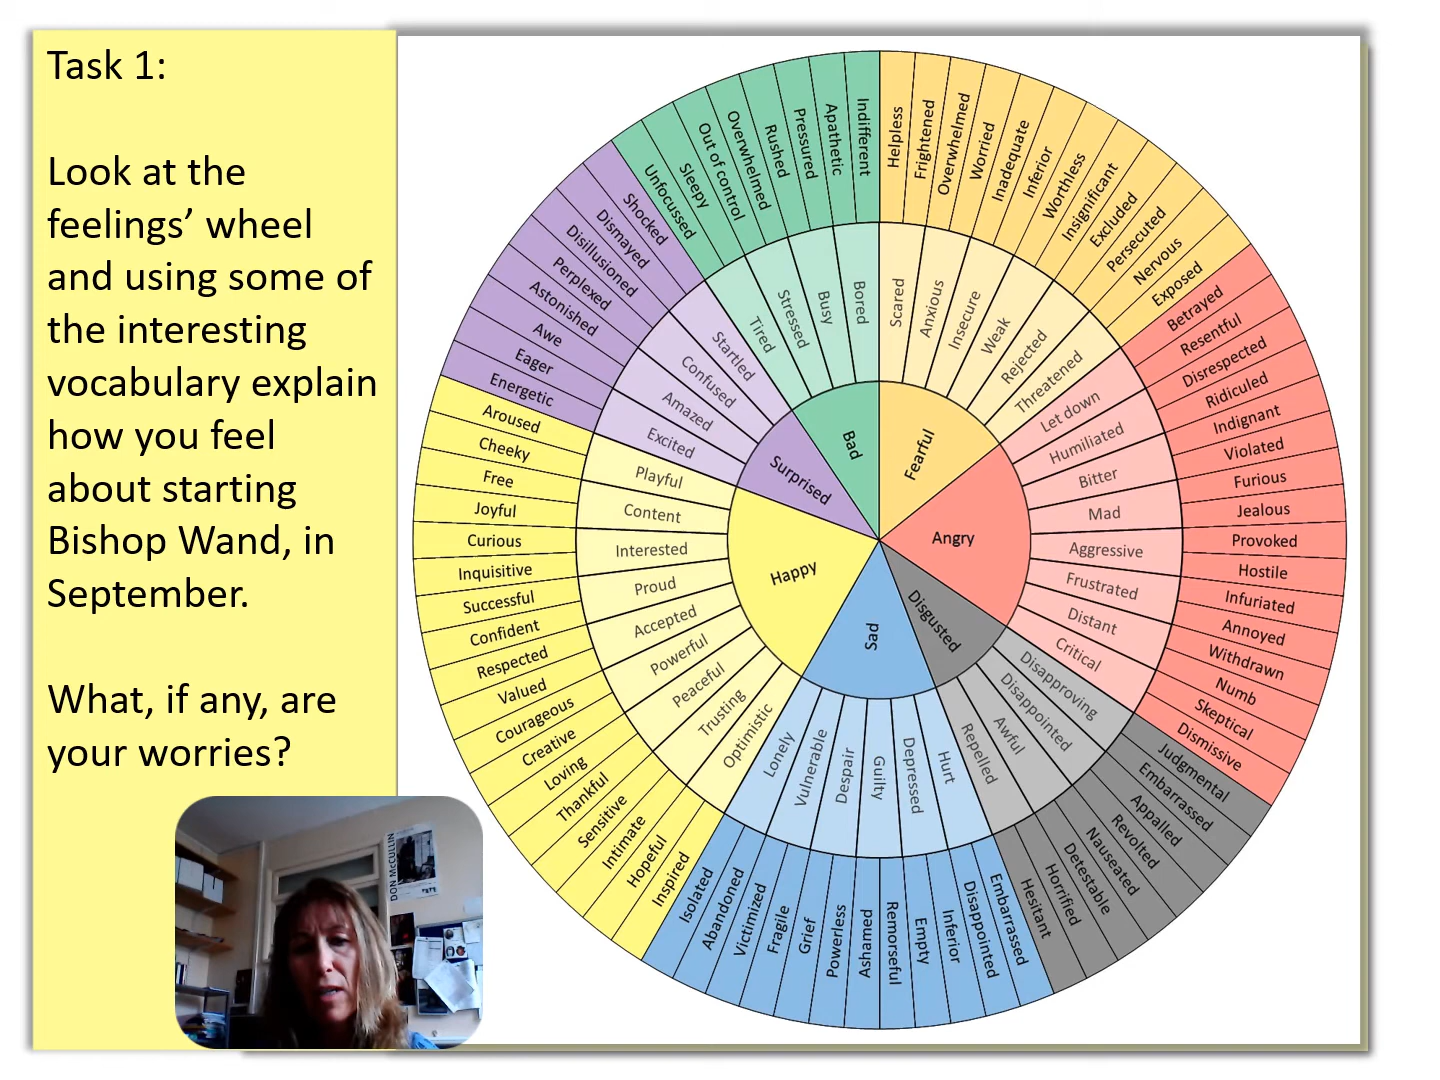 Task 1:
Look at the
feelings’ wheel
and using some of
the interesting
vocabulary explain
how you feel
about starting
Bishop Wand, in
September.
What, if any, are
your worries?
DON McCULLIN
Bad
Fearful
Angry
Disgusted
Sad
Happy
Surprised
Tired
Stressed
Busy
Bored
Scared
Anxious
Insecure
Weak
Rejected
Threatened
Let down
Humiliated
Bitter
Mad
Aggressive
Frustrated
Distant
Critical
Disapproving
Disappointed
Awful
Repelled
Hurt
Depressed
Guilty
Despair
Vulnerable
Lonely
Optimistic
Trusting
Peaceful
Powerful
Accepted
Proud
Interested
Content
Playful
Excited
Amazed
Confused
Startled
Unfocussed
Sleepy
Out of control
Overwhelmed
Rushed
Pressured
Apathetic
Indifferent
Helpless
Frightened
Overwhelmed
Worried
Inadequate
Inferior
Worthless
Insignificant
Excluded
Persecuted
Nervous
Exposed
Betrayed
Resentful
Disrespected
Ridiculed
Indignant
Violated
Furious
Jealous
Provoked
Hostile
Infuriated
Annoyed
Withdrawn
Numb
Skeptical
Dismissive
Judgmental
Embarrassed
Appalled
Revolted
Nauseated
Detestable
Horrified
Hesitant
Embarrassed
Disappointed
Inferior
Empty
Remorseful
Ashamed
Powerless
Grief
Fragile
Victimized
Abandoned
Isolated
Inspired
Hopeful
Intimate
Sensitive
Thankful
Loving
Creative
Courageous
Valued
Respected
Confident
Successful
Inquisitive
Curious
Joyful
Free
Cheeky
Aroused
Energetic
Eager
Awe
Astonished
Perplexed
Disillusioned
Dismayed
Shocked